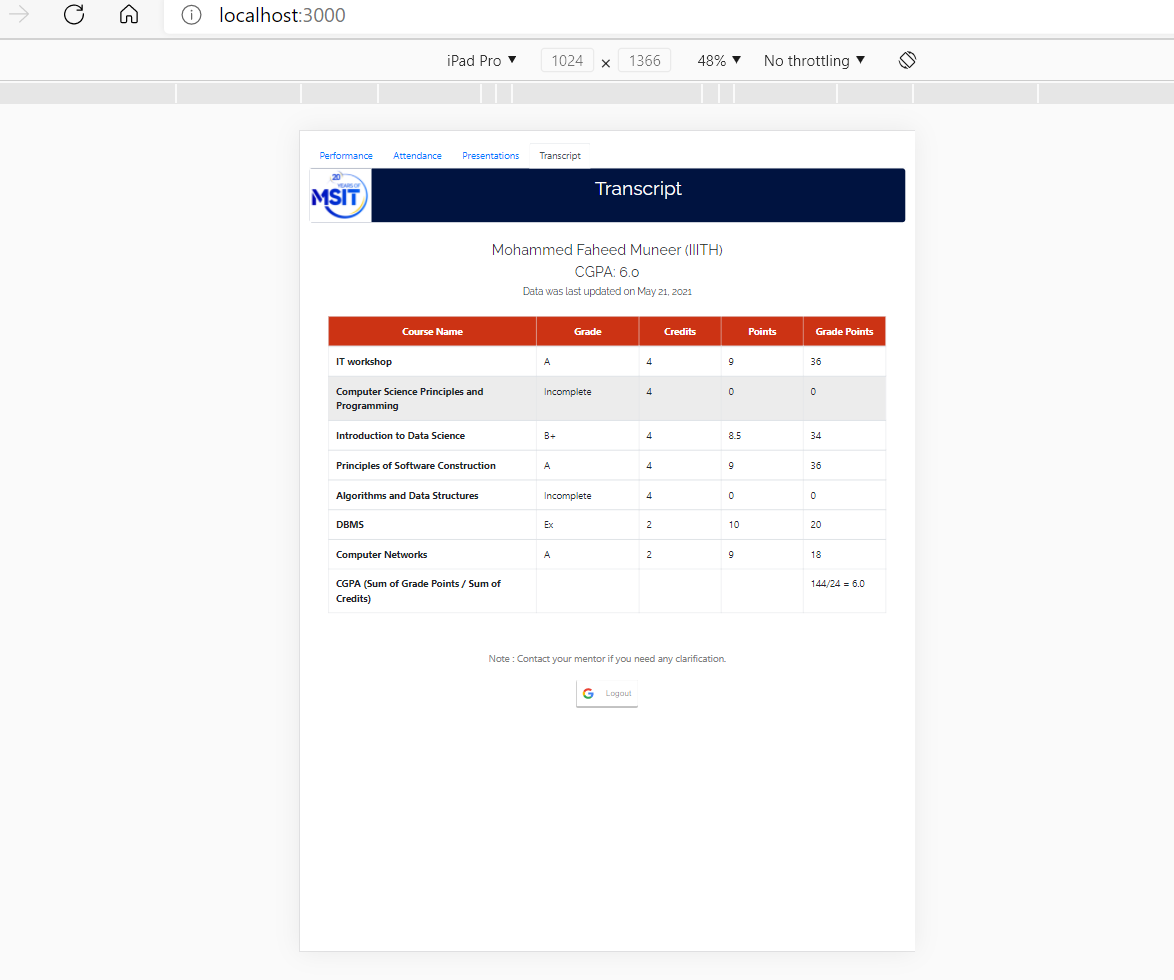 localhost:3000
iPad Pro ▼ 1024 × 1366 48% ▼ No throttling ▼
Performance Attendance Presentations Transcript
20
YEARS OF
MSIT
Transcript
Mohammed Faheed Muneer (IIITH)
CGPA: 6.0
Data was last updated on May 21, 2021
Course Name Grade Credits Points Grade Points
IT workshop A 4 9 36
Computer Science Principles and Incomplete 4 0 0
Programming
Introduction to Data Science B+ 4 8.5 34
Principles of Software Construction A 4 9 36
Algorithms and Data Structures Incomplete 4 0 0
DBMS Ex 2 10 20
Computer Networks A 2 9 18
CGPA (Sum of Grade Points / Sum of 144/24 = 6.0
Credits)
Note : Contact your mentor if you need any clarification.
Logout